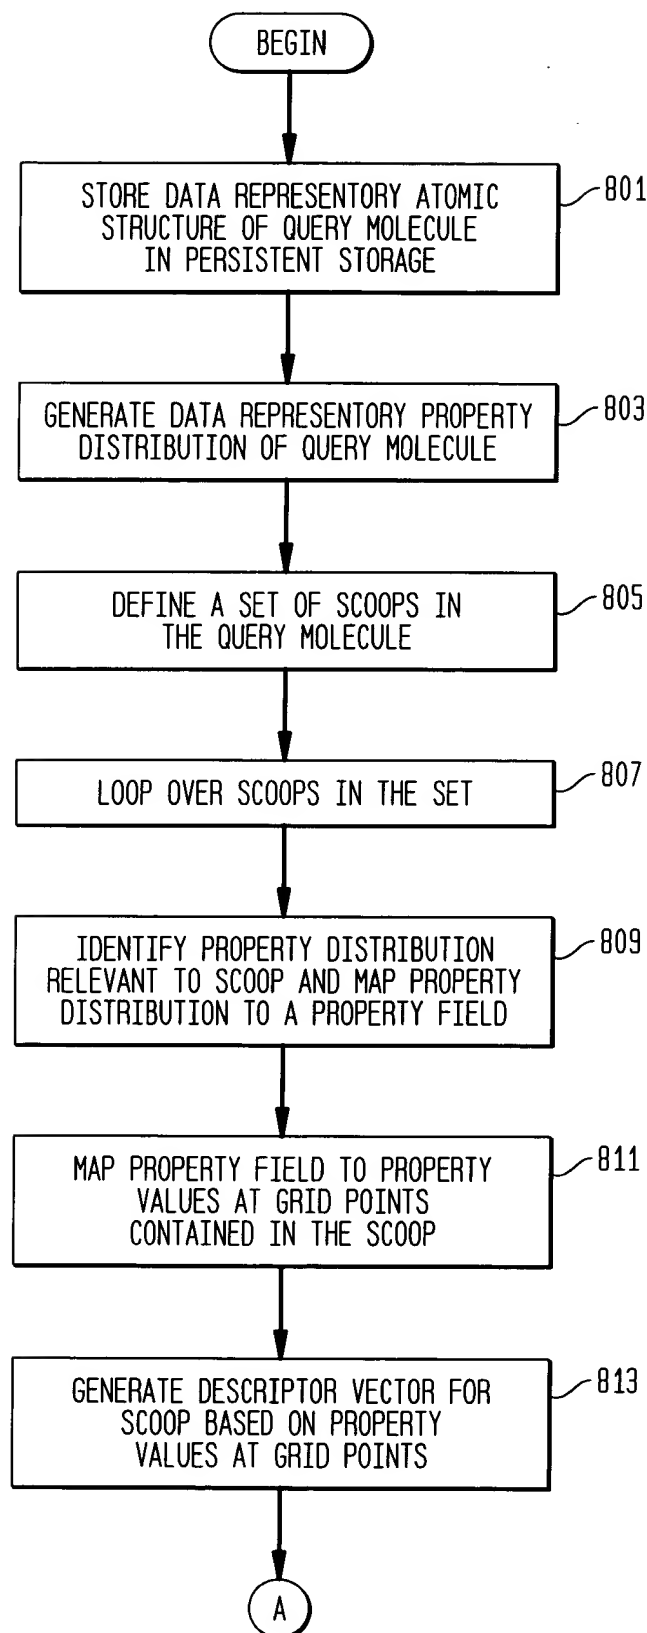 BEGIN
STORE DATA REPRESENTORY ATOMIC
STRUCTURE OF QUERY MOLECULE
IN PERSISTENT STORAGE
801
GENERATE DATA REPRESENTORY PROPERTY
DISTRIBUTION OF QUERY MOLECULE
803
DEFINE A SET OF SCOOPS IN
THE QUERY MOLECULE
805
LOOP OVER SCOOPS IN THE SET
807
IDENTIFY PROPERTY DISTRIBUTION
RELEVANT TO SCOOP AND MAP PROPERTY
DISTRIBUTION TO A PROPERTY FIELD
809
MAP PROPERTY FIELD TO PROPERTY
VALUES AT GRID POINTS
CONTAINED IN THE SCOOP
811
GENERATE DESCRIPTOR VECTOR FOR
SCOOP BASED ON PROPERTY
VALUES AT GRID POINTS
813
A